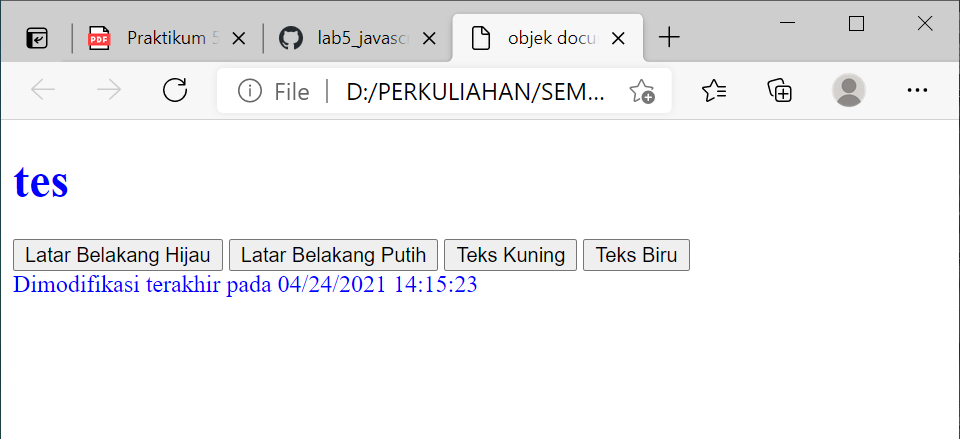 Praktikum 5
lab5_javasc
objek docu
File
D:/PERKULIAHAN/SEM...
tes
Latar Belakang Hijau Latar Belakang Putih Teks Kuning Teks Biru
Dimodifikasi terakhir pada 04/24/2021 14:15:23